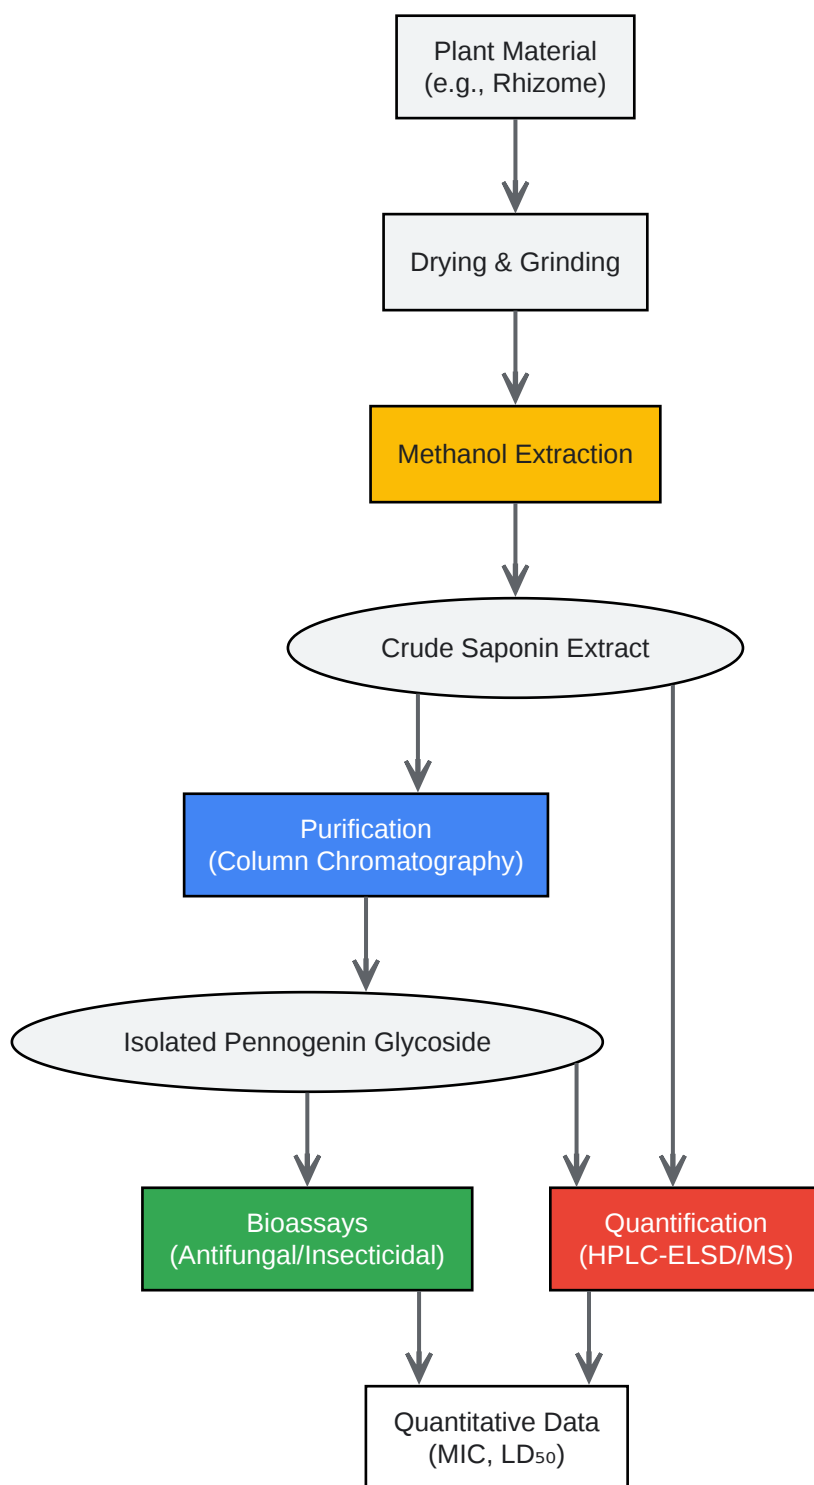 Plant Material
(e.g., Rhizome)
Drying & Grinding
Methanol Extraction
Crude Saponin Extract
Purification
(Column Chromatography)
Isolated Pennogenin Glycoside
Bioassays
(Antifungal/Insecticidal)
Quantification
(HPLC-ELSD/MS)
Quantitative Data
(MIC, LD₅₀)